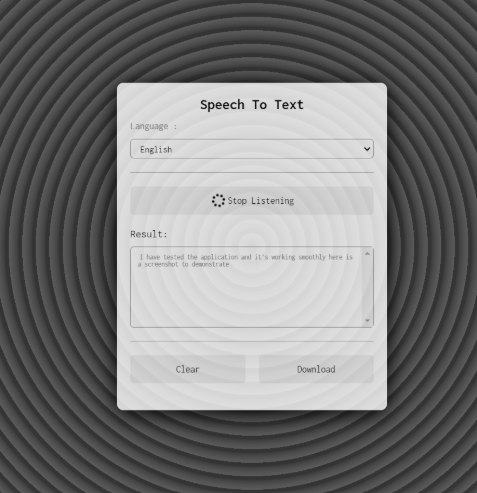 Speech To Text
Language :
English
Stop Listening
Result:
I have tested the application and it's working smoothly here is
a screenshot to demonstrate
Clear
Download